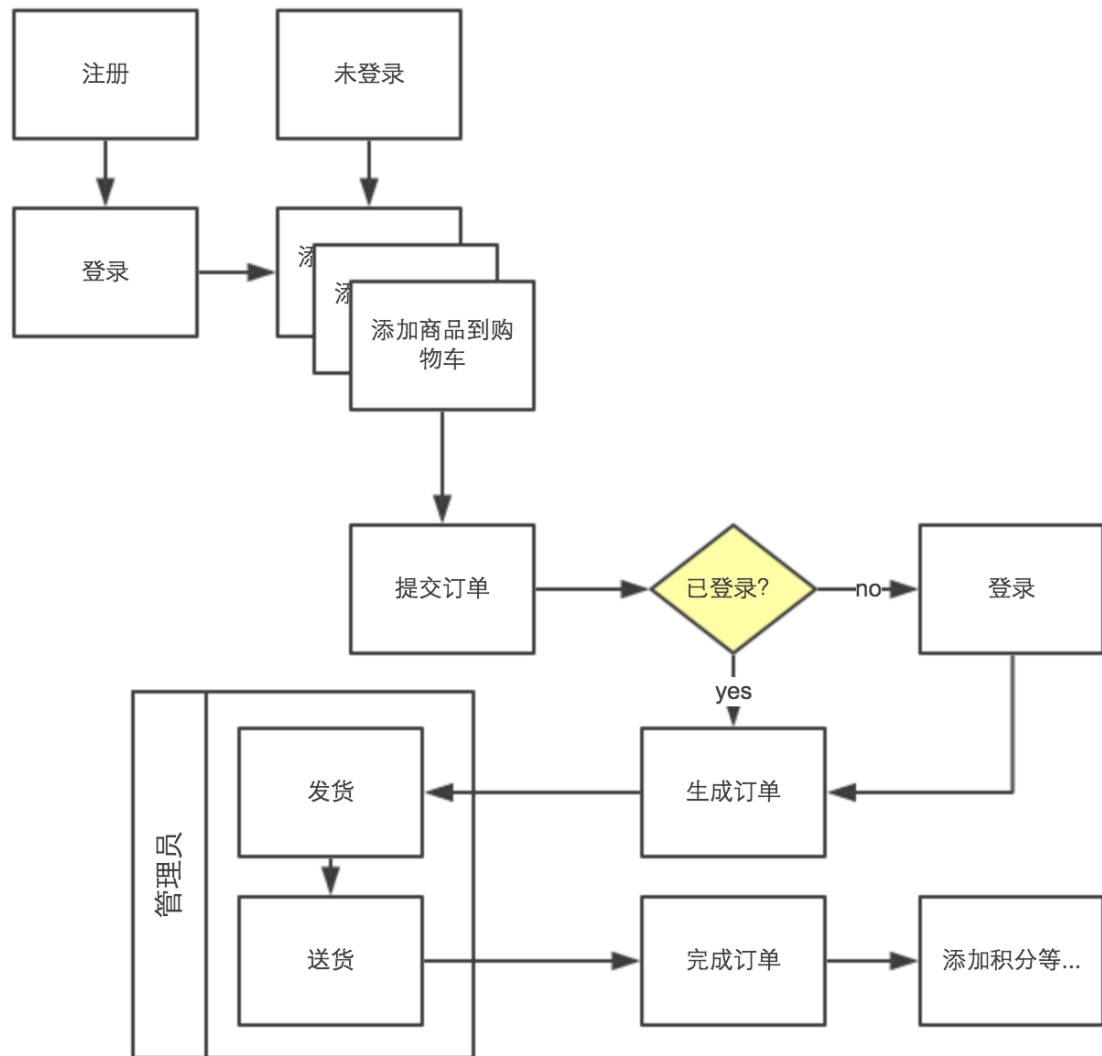 注册
未登录
登录
添
添
添加商品到购
物车
提交订单
已登录?
no
登录
yes
发货
生成订单
管理员
送货
完成订单
添加积分等...